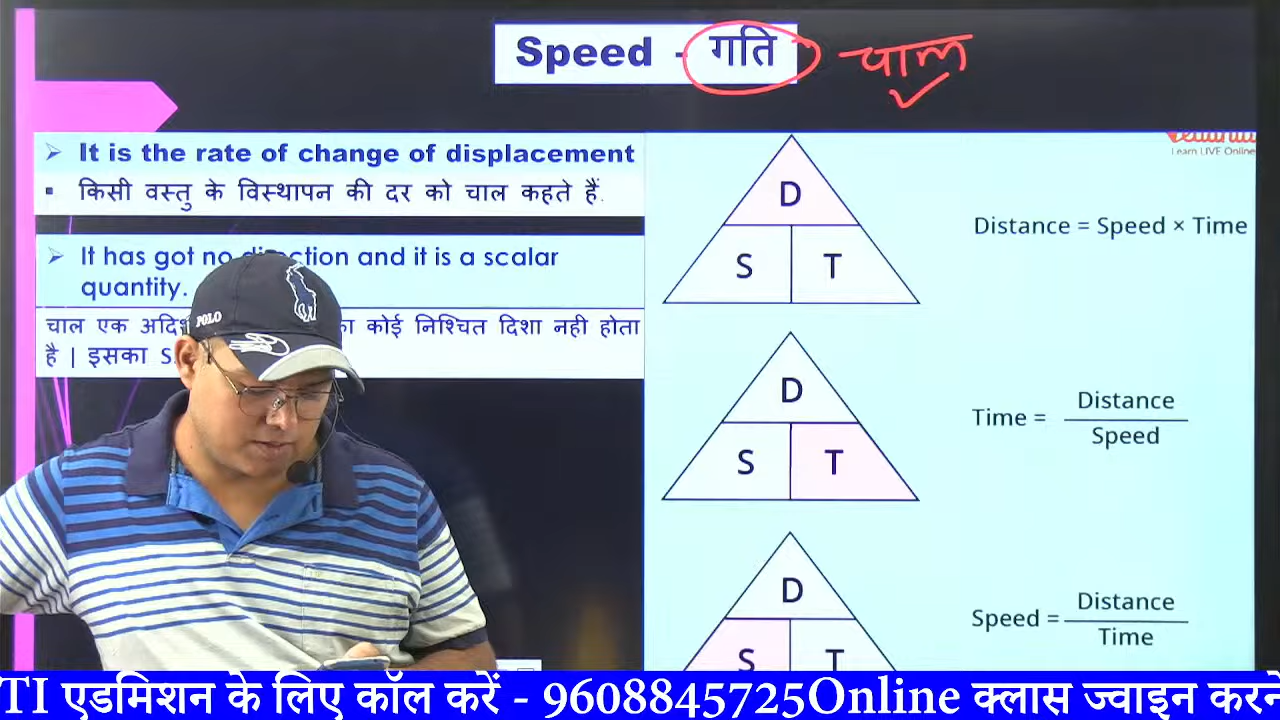 Speed - गति चाल
It is the rate of change of displacement
किसी वस्तु के विस्थापन की दर को चाल कहते हैं.
It has got no direction and it is a scalar
quantity.
चाल एक कोई निश्चित दिशा नही होता
है | इसका
POLO
Learn LIVE Online
D
S T
Distance = Speed × Time
D
S T
Time = Distance
Speed
D
S T
Speed = Distance
Time
TI एडमिशन के लिए कॉल करें - 9608845725Online क्लास ज्वाइन करने